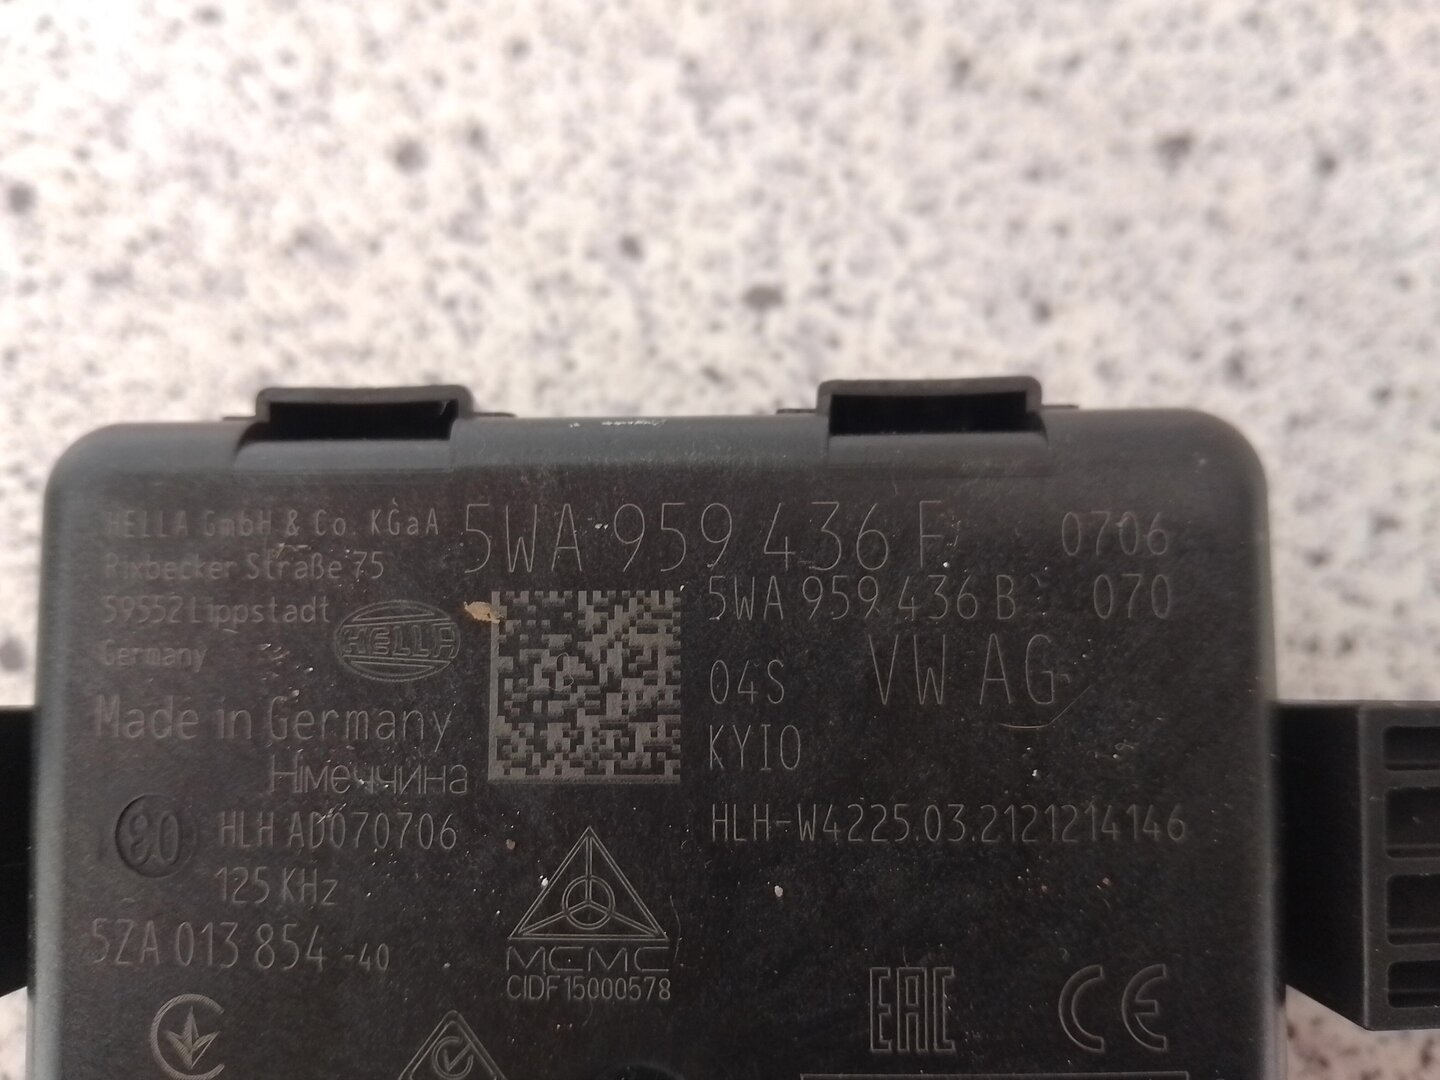 HELLA GmbH & Co. KGaA
Rixbecker Straße 75
59552 Lippstadt
Germany
HELLA
Made in Germany
Німеччина
03
HLH AD070706
125 KHz
5ZA 013 854 -40
5WA 959 436 F 0706
5WA 959 436 B 070
04S VW AG
KYIO
HLH-W4225.03.2121214146
MCMC
CIDF15000578
EAC CE